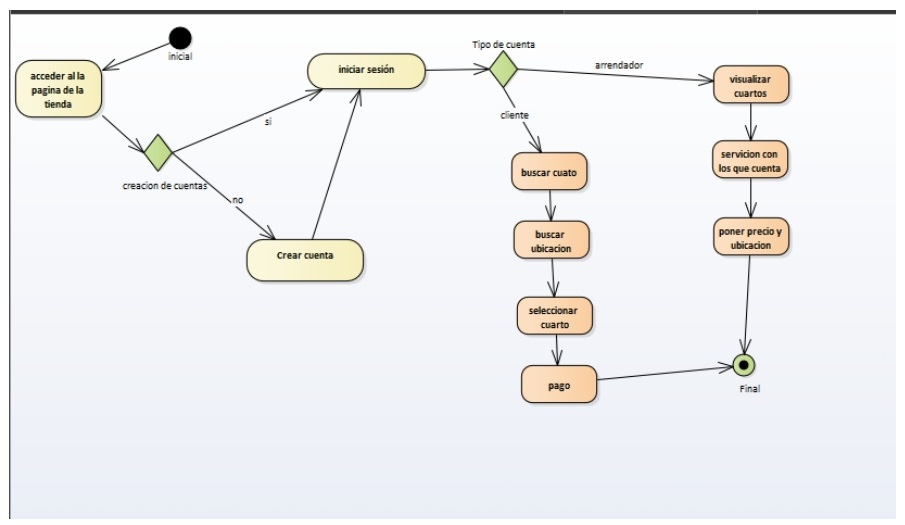 inicial
acceder al la
pagina de la
tienda
creacion de cuentas
si
no
Crear cuenta
iniciar sesión
Tipo de cuenta
arrendador
cliente
buscar cuato
buscar
ubicacion
seleccionar
cuarto
pago
visualizar
cuartos
servicion con
los que cuenta
poner precio y
ubicacion
Final